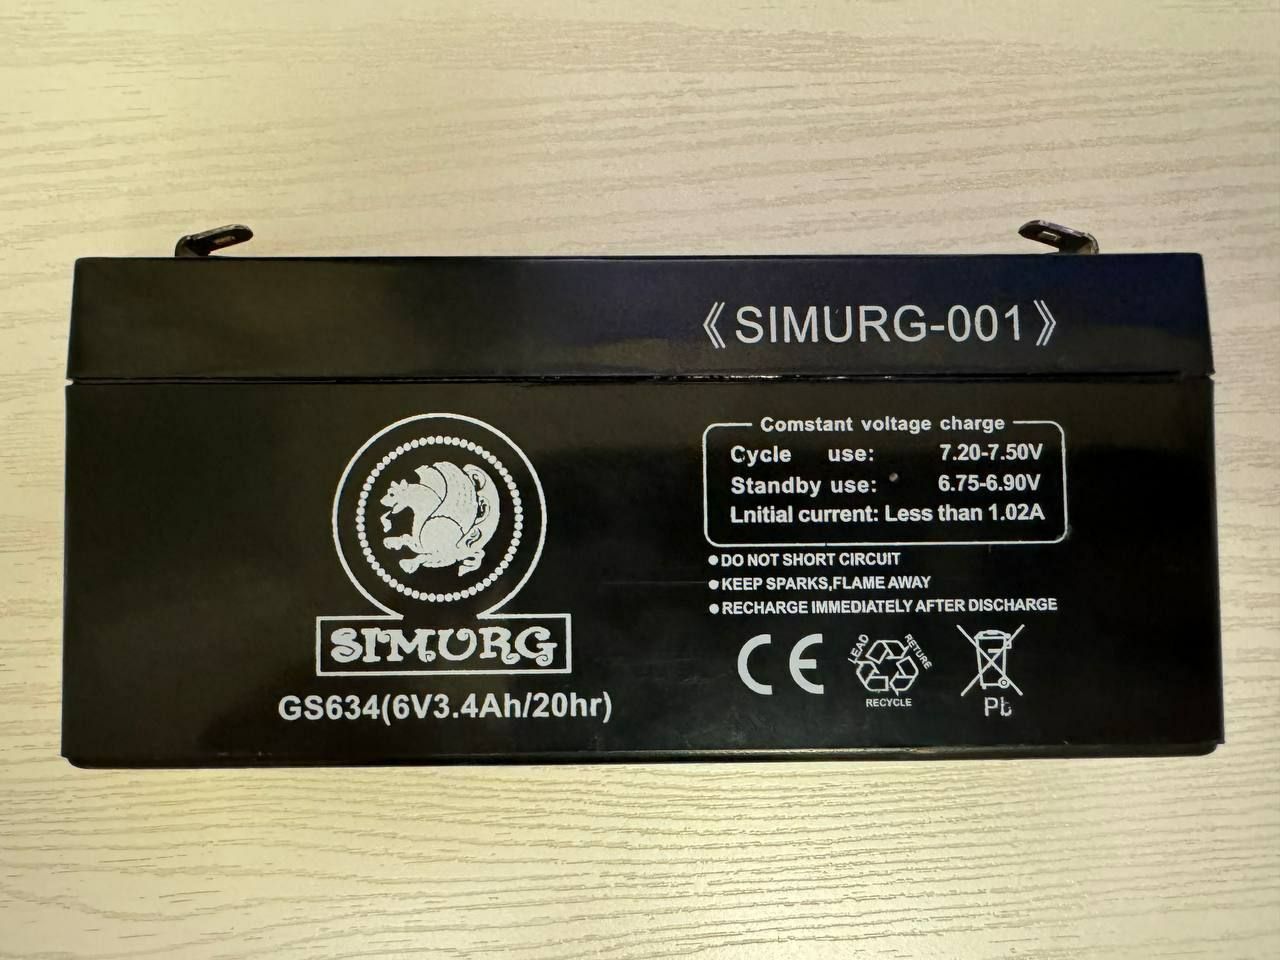 《SIMURG-001》
Comstant voltage charge
Cycle use: 7.20-7.50V
Standby use: 6.75-6.90V
Lnitial current: Less than 1.02A
●DO NOT SHORT CIRCUIT
●KEEP SPARKS,FLAME AWAY
●RECHARGE IMMEDIATELY AFTER DISCHARGE
SIMURG
GS634(6V3.4Ah/20hr)
CE
LEAD
RETURE
RECYCLE
Pb